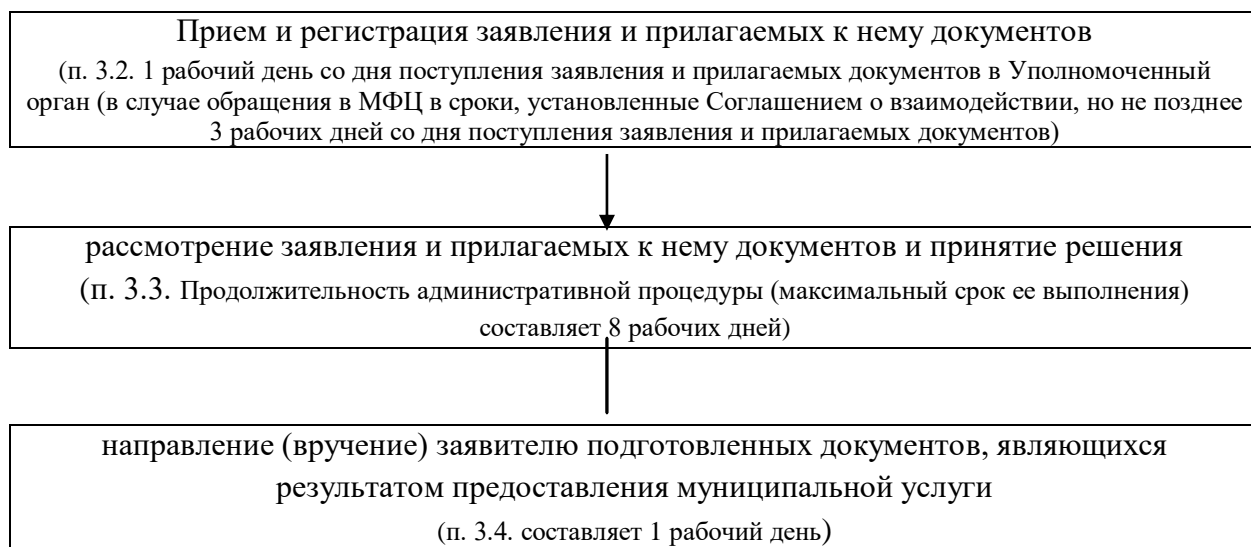 Прием и регистрация заявления и прилагаемых к нему документов
(п. 3.2. 1 рабочий день со дня поступления заявления и прилагаемых документов в Уполномоченный
орган (в случае обращения в МФЦ в сроки, установленные Соглашением о взаимодействии, но не позднее
3 рабочих дней со дня поступления заявления и прилагаемых документов)
рассмотрение заявления и прилагаемых к нему документов и принятие решения
(п. 3.3. Продолжительность административной процедуры (максимальный срок ее выполнения)
составляет 8 рабочих дней)
направление (вручение) заявителю подготовленных документов, являющихся
результатом предоставления муниципальной услуги
(п. 3.4. составляет 1 рабочий день)